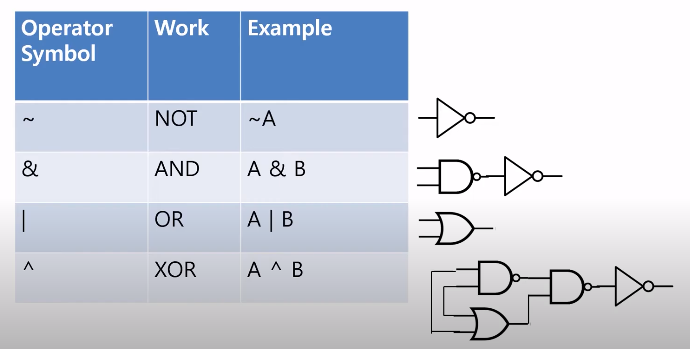 Operator Symbol Work Example
~ NOT ~A
& AND A & B
| OR A | B
^ XOR A ^ B